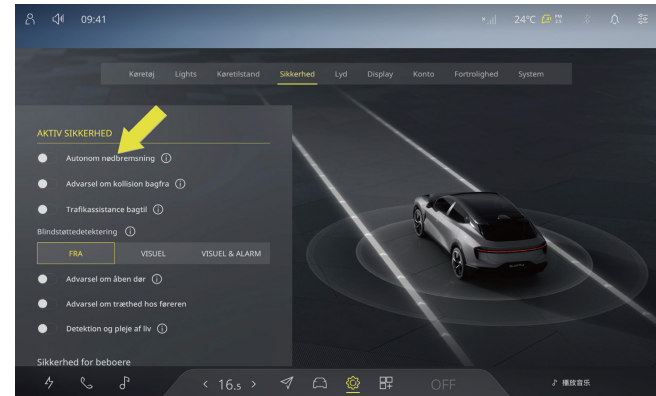 09:41
24°C
Køretøj Lights Køretilstand Sikkerhed Lyd Display Konto Fortrolighed System
AKTIV SIKKERHED
Autonom nødbremsning
Advarsel om kollision bagfra
Trafikassistance bagtil
Blindstøttedetektering
FRA VISUEL VISUEL & ALARM
Advarsel om åben dør
Advarsel om træthed hos føreren
Detektion og pleje af liv
Sikkerhed for beboere
< 16.5 > OFF 播放音乐